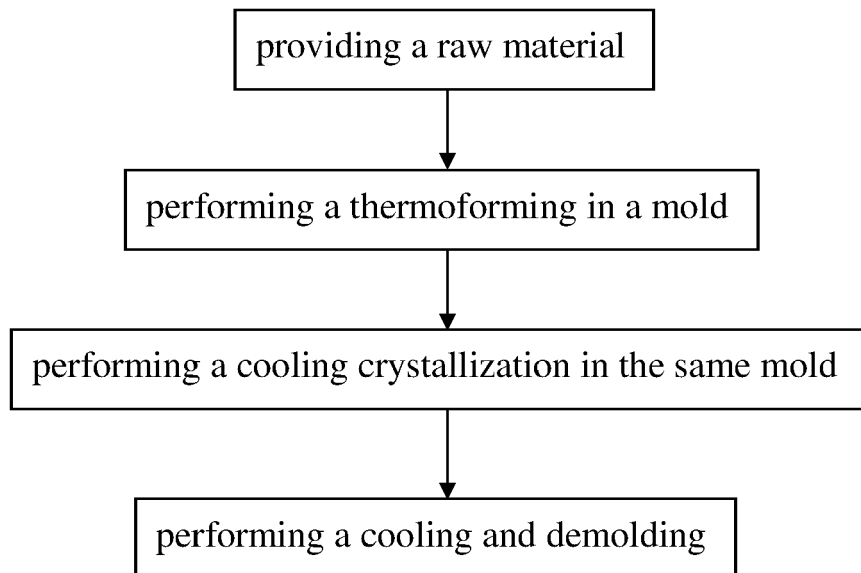 providing a raw material
performing a thermoforming in a mold
performing a cooling crystallization in the same mold
performing a cooling and demolding